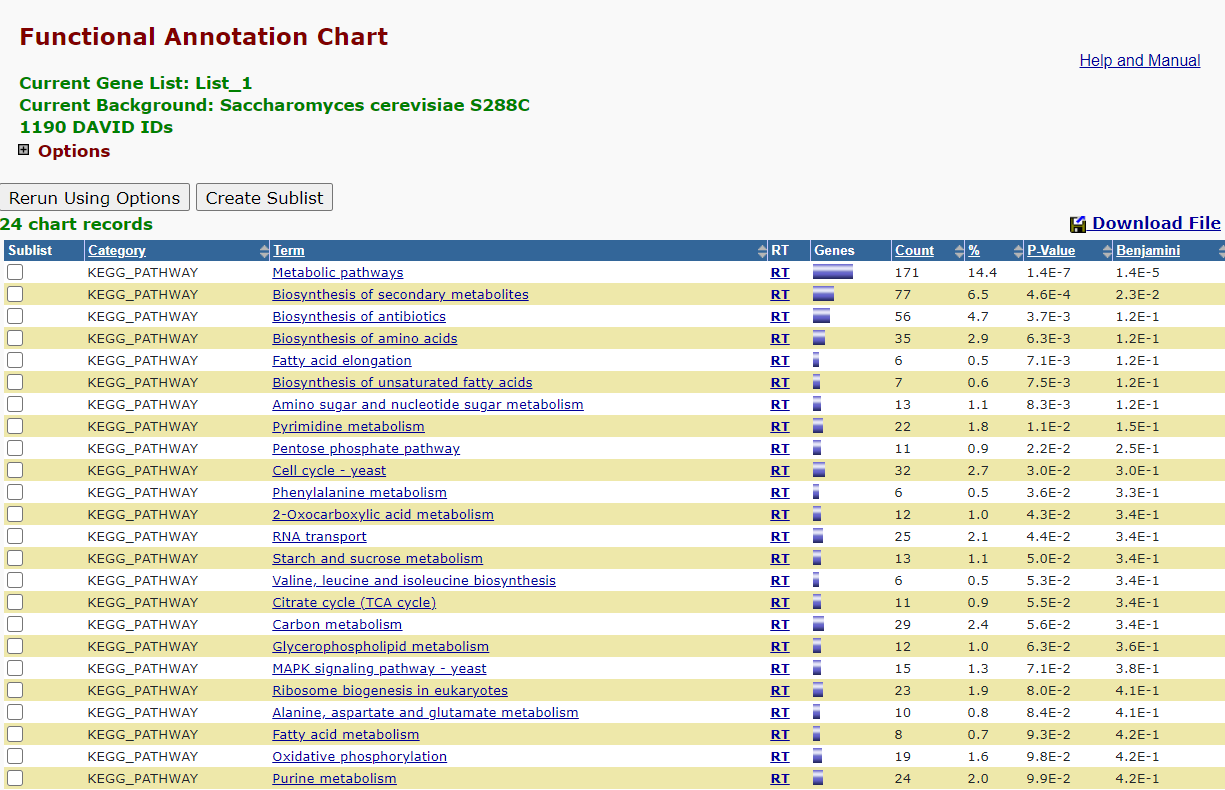 Functional Annotation Chart
Help and Manual
Current Gene List: List_1
Current Background: Saccharomyces cerevisiae S288C
1190 DAVID IDs
Options
Rerun Using Options Create Sublist
24 chart records Download File
Sublist Category Term RT Genes Count % P-Value Benjamini
KEGG_PATHWAY Metabolic pathways RT 171 14.4 1.4E-7 1.4E-5
KEGG_PATHWAY Biosynthesis of secondary metabolites RT 77 6.5 4.6E-4 2.3E-2
KEGG_PATHWAY Biosynthesis of antibiotics RT 56 4.7 3.7E-3 1.2E-1
KEGG_PATHWAY Biosynthesis of amino acids RT 35 2.9 6.3E-3 1.2E-1
KEGG_PATHWAY Fatty acid elongation RT 6 0.5 7.1E-3 1.2E-1
KEGG_PATHWAY Biosynthesis of unsaturated fatty acids RT 7 0.6 7.5E-3 1.2E-1
KEGG_PATHWAY Amino sugar and nucleotide sugar metabolism RT 13 1.1 8.3E-3 1.2E-1
KEGG_PATHWAY Pyrimidine metabolism RT 22 1.8 1.1E-2 1.5E-1
KEGG_PATHWAY Pentose phosphate pathway RT 11 0.9 2.2E-2 2.5E-1
KEGG_PATHWAY Cell cycle - yeast RT 32 2.7 3.0E-2 3.0E-1
KEGG_PATHWAY Phenylalanine metabolism RT 6 0.5 3.6E-2 3.3E-1
KEGG_PATHWAY 2-Oxocarboxylic acid metabolism RT 12 1.0 4.3E-2 3.4E-1
KEGG_PATHWAY RNA transport RT 25 2.1 4.4E-2 3.4E-1
KEGG_PATHWAY Starch and sucrose metabolism RT 13 1.1 5.0E-2 3.4E-1
KEGG_PATHWAY Valine, leucine and isoleucine biosynthesis RT 6 0.5 5.3E-2 3.4E-1
KEGG_PATHWAY Citrate cycle (TCA cycle) RT 11 0.9 5.5E-2 3.4E-1
KEGG_PATHWAY Carbon metabolism RT 29 2.4 5.6E-2 3.4E-1
KEGG_PATHWAY Glycerophospholipid metabolism RT 12 1.0 6.3E-2 3.6E-1
KEGG_PATHWAY MAPK signaling pathway - yeast RT 15 1.3 7.1E-2 3.8E-1
KEGG_PATHWAY Ribosome biogenesis in eukaryotes RT 23 1.9 8.0E-2 4.1E-1
KEGG_PATHWAY Alanine, aspartate and glutamate metabolism RT 10 0.8 8.4E-2 4.1E-1
KEGG_PATHWAY Fatty acid metabolism RT 8 0.7 9.3E-2 4.2E-1
KEGG_PATHWAY Oxidative phosphorylation RT 19 1.6 9.8E-2 4.2E-1
KEGG_PATHWAY Purine metabolism RT 24 2.0 9.9E-2 4.2E-1